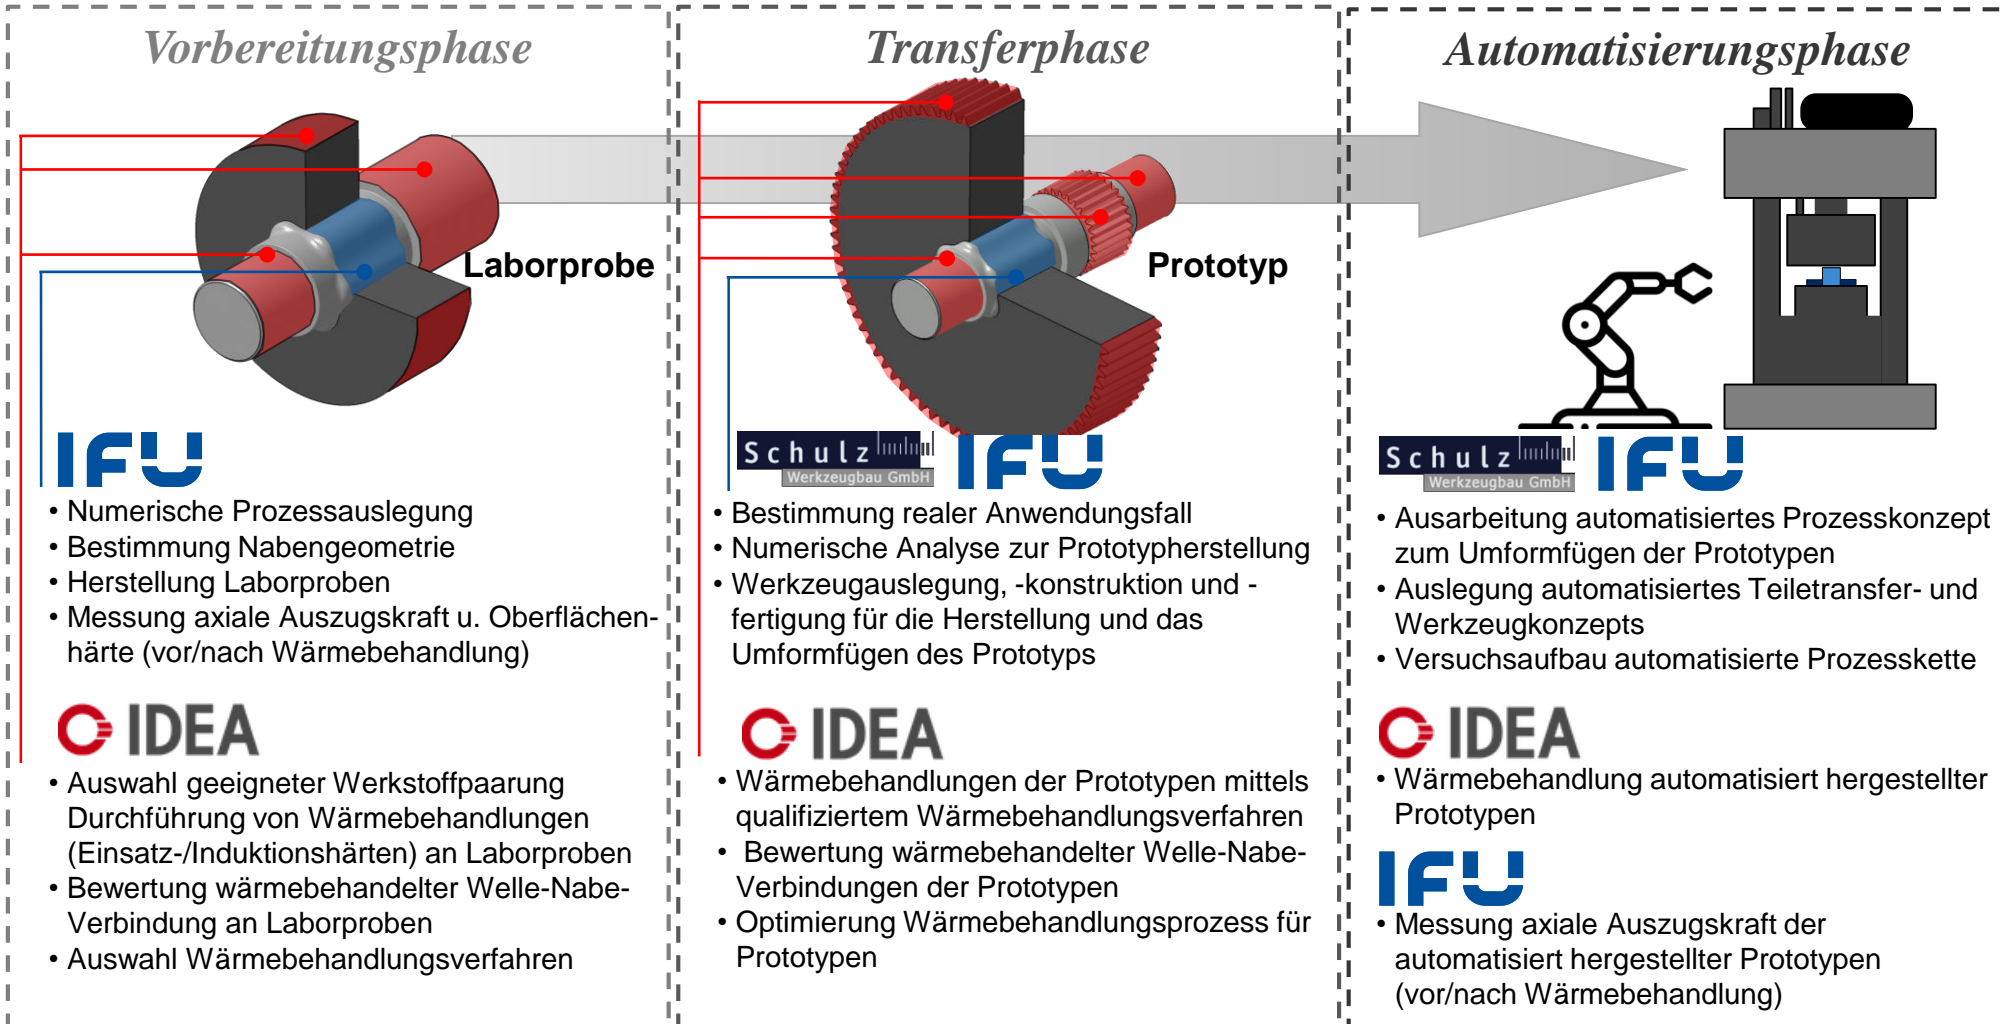 Vorbereitungsphase
Laborprobe
IFU
• Numerische Prozessauslegung
• Bestimmung Nabengeometrie
• Herstellung Laborproben
• Messung axiale Auszugskraft u. Oberflächen-
härte (vor/nach Wärmebehandlung)
IDEA
• Auswahl geeigneter Werkstoffpaarung
Durchführung von Wärmebehandlungen
(Einsatz-/Induktionshärten) an Laborproben
• Bewertung wärmebehandelter Welle-Nabe-
Verbindung an Laborproben
• Auswahl Wärmebehandlungsverfahren
Transferphase
Prototyp
Schulz
Werkzeugbau GmbH
IFU
• Bestimmung realer Anwendungsfall
• Numerische Analyse zur Prototypherstellung
• Werkzeugauslegung, -konstruktion und -
fertigung für die Herstellung und das
Umformfügen des Prototyps
IDEA
• Wärmebehandlungen der Prototypen mittels
qualifiziertem Wärmebehandlungsverfahren
• Bewertung wärmebehandelter Welle-Nabe-
Verbindungen der Prototypen
• Optimierung Wärmebehandlungsprozess für
Prototypen
Automatisierungsphase
Schulz
Werkzeugbau GmbH
IFU
• Ausarbeitung automatisiertes Prozesskonzept
zum Umformfügen der Prototypen
• Auslegung automatisiertes Teiletransfer- und
Werkzeugkonzepts
• Versuchsaufbau automatisierte Prozesskette
IDEA
• Wärmebehandlung automatisiert hergestellter
Prototypen
IFU
• Messung axiale Auszugskraft der
automatisiert hergestellter Prototypen
(vor/nach Wärmebehandlung)